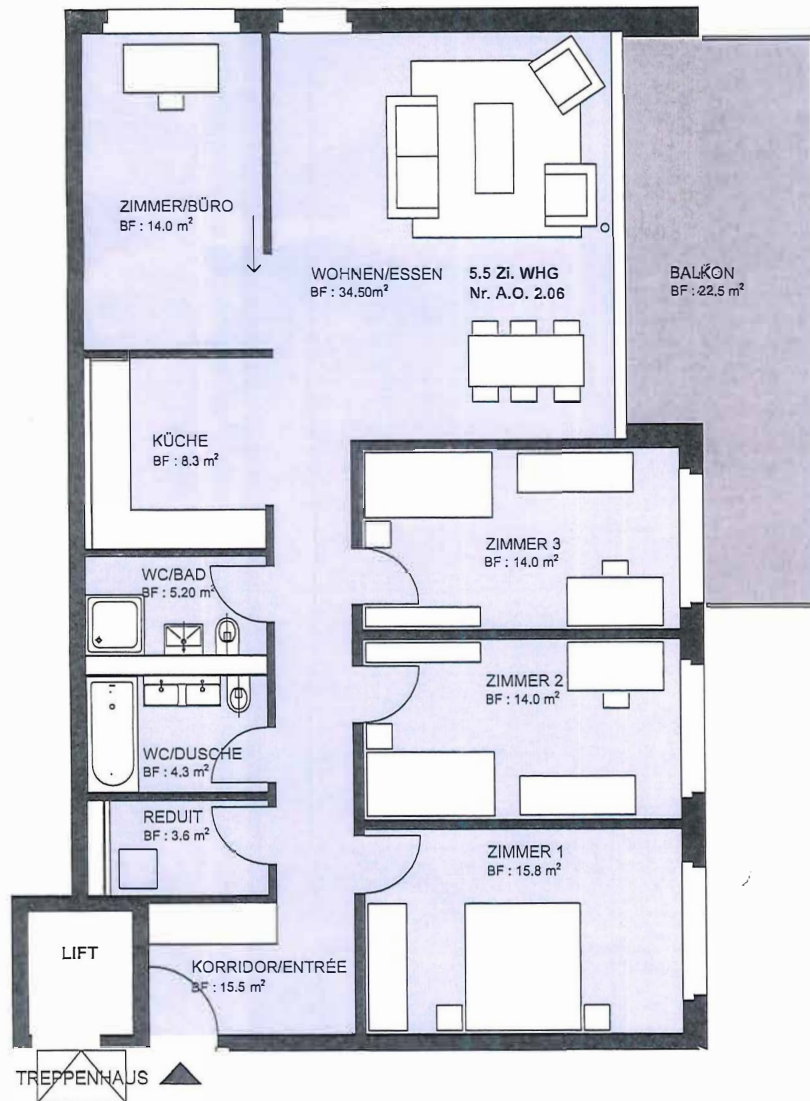 ZIMMER/BÜRO
BF : 14.0 m²
WOHNEN/ESSEN
BF : 34.50m²
5.5 Zi. WHG
Nr. A.O. 2.06
BALKON
BF : 22.5 m²
KÜCHE
BF : 8.3 m²
ZIMMER 3
BF : 14.0 m²
WC/BAD
BF : 5.20 m²
ZIMMER 2
BF : 14.0 m²
WC/DUSCHE
BF : 4.3 m²
REDUIT
BF : 3.6 m²
ZIMMER 1
BF : 15.8 m²
LIFT
KORRIDOR/ENTRÉE
BF : 15.5 m²
TREPPENHAUS